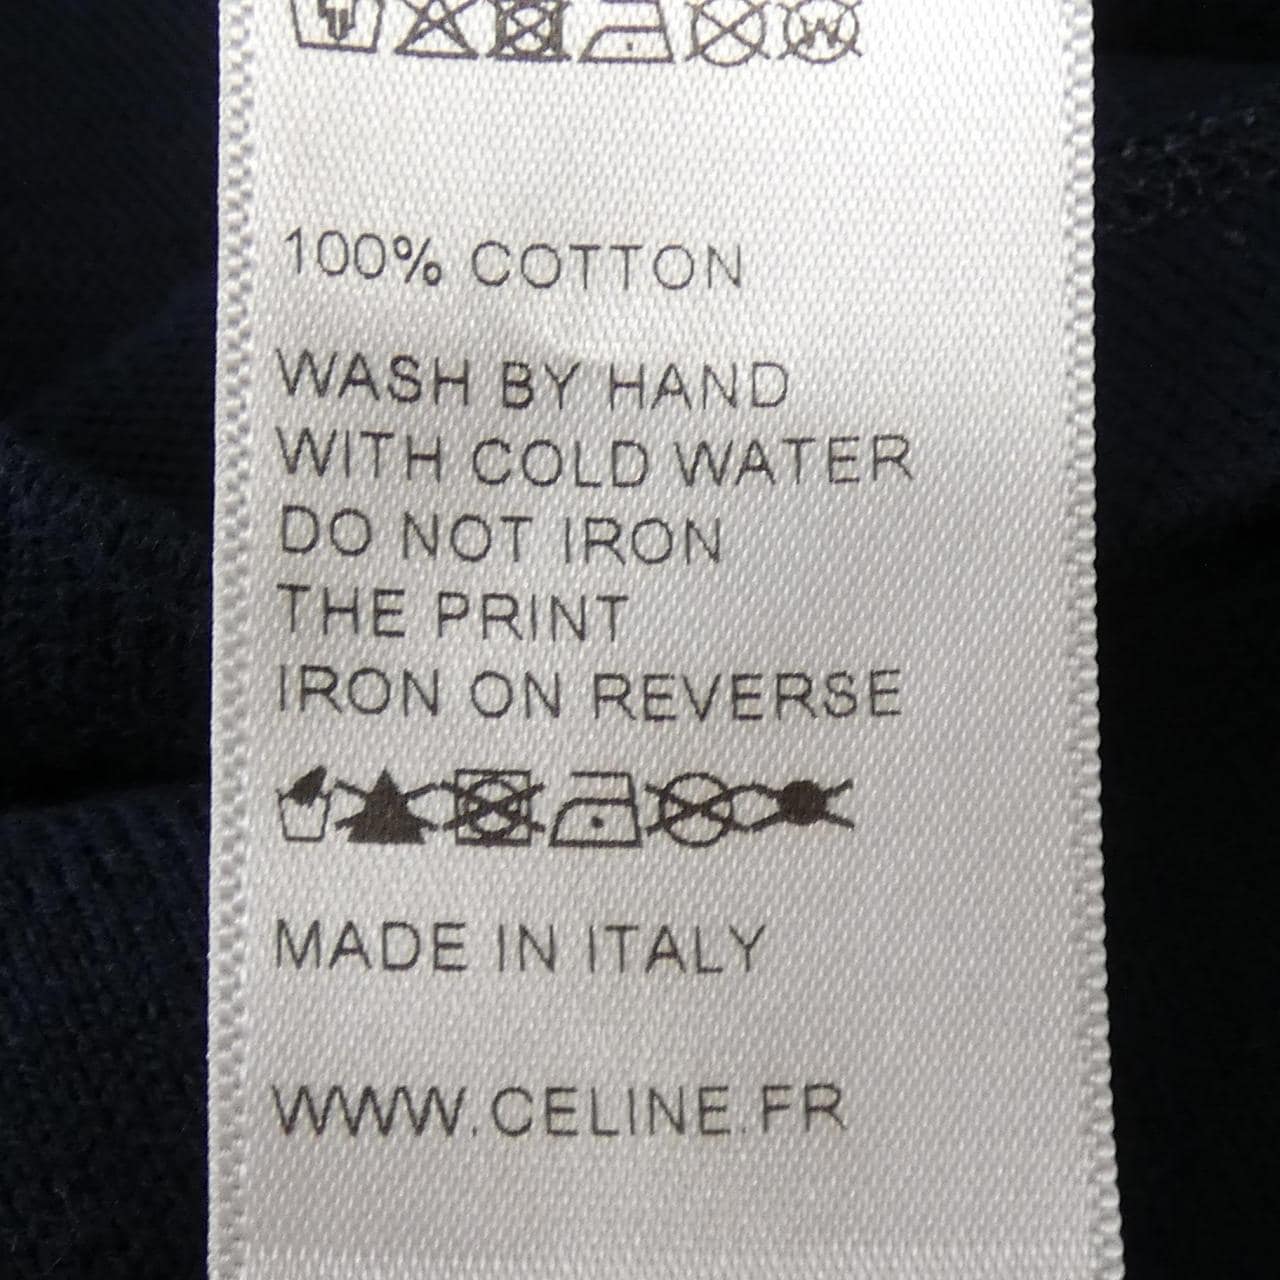 100% COTTON
WASH BY HAND
WITH COLD WATER
DO NOT IRON
THE PRINT
IRON ON REVERSE
MADE IN ITALY
WWW.CELINE.FR